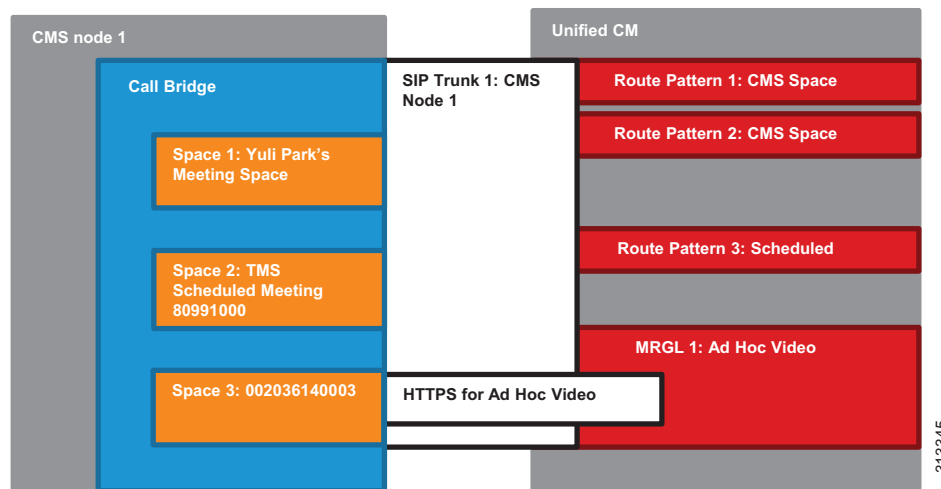 CMS node 1
Unified CM
Call Bridge
SIP Trunk 1: CMS
Node 1
Route Pattern 1: CMS Space
Route Pattern 2: CMS Space
Space 1: Yuli Park's
Meeting Space
Route Pattern 3: Scheduled
Space 2: TMS
Scheduled Meeting
80991000
MRGL 1: Ad Hoc Video
Space 3: 002036140003
HTTPS for Ad Hoc Video